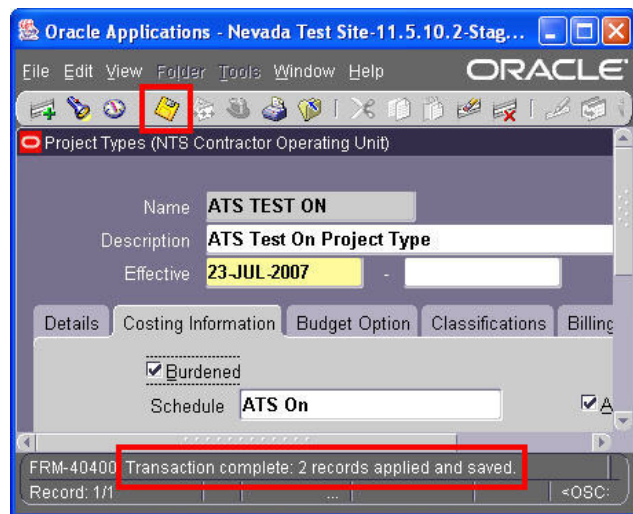 Oracle Applications - Nevada Test Site-11.5.10.2-Stag...
File Edit View Folder Tools Window Help ORACLE
Project Types (NTS Contractor Operating Unit)
Name ATS TEST ON
Description ATS Test On Project Type
Effective 23-JUL-2007 -
Details Costing Information Budget Option Classifications Billing
Burdened
Schedule ATS On A
FRM-40400 Transaction complete: 2 records applied and saved.
Record: 1/1 ... <OSC: